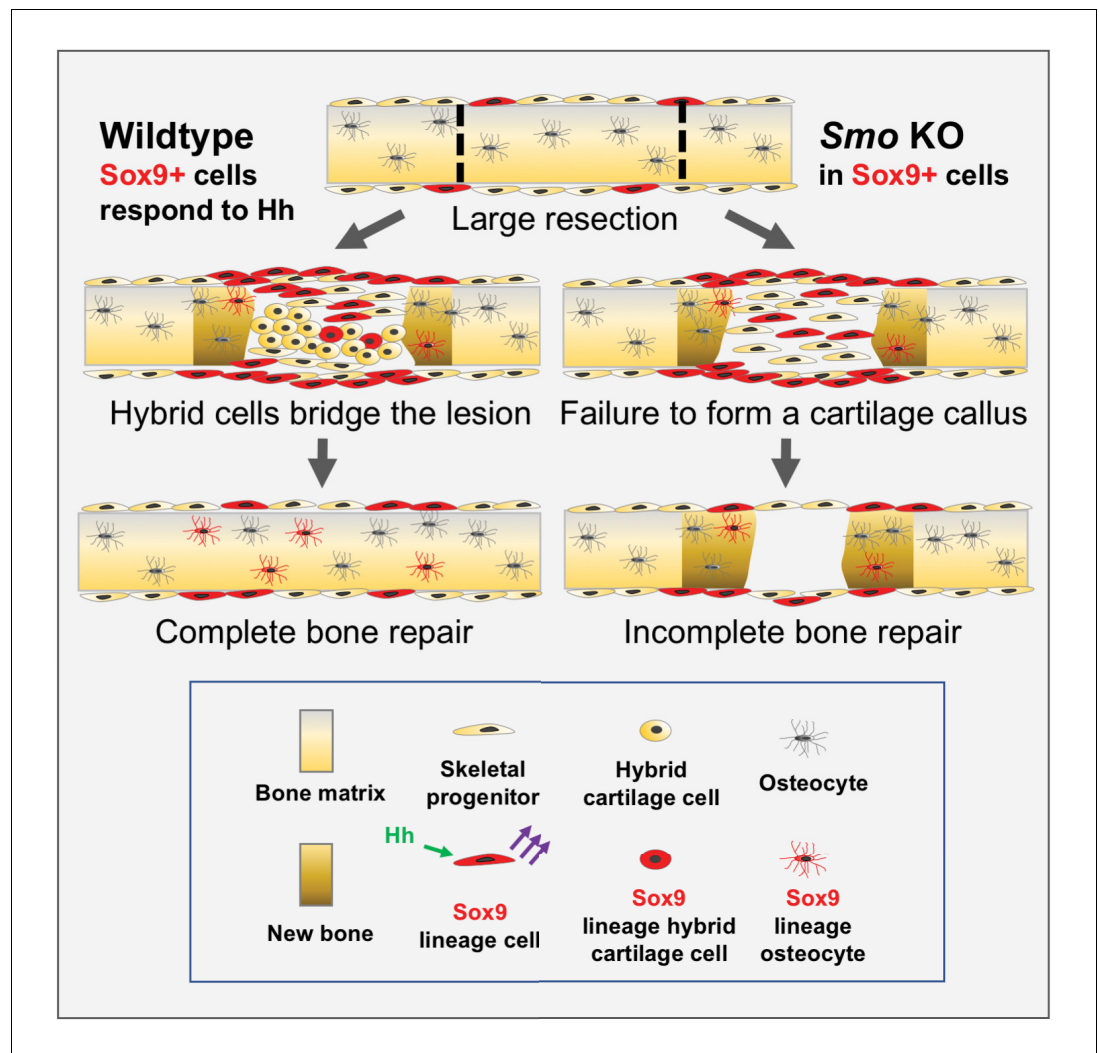 Wildtype
Sox9+ cells
respond to Hh
Smo KO
in Sox9+ cells
Large resection
Hybrid cells bridge the lesion
Failure to form a cartilage callus
Complete bone repair
Incomplete bone repair
Bone matrix
Skeletal
progenitor
Hybrid
cartilage cell
Osteocyte
New bone
Hh
Sox9
lineage cell
Sox9
lineage hybrid
cartilage cell
Sox9
lineage
osteocyte